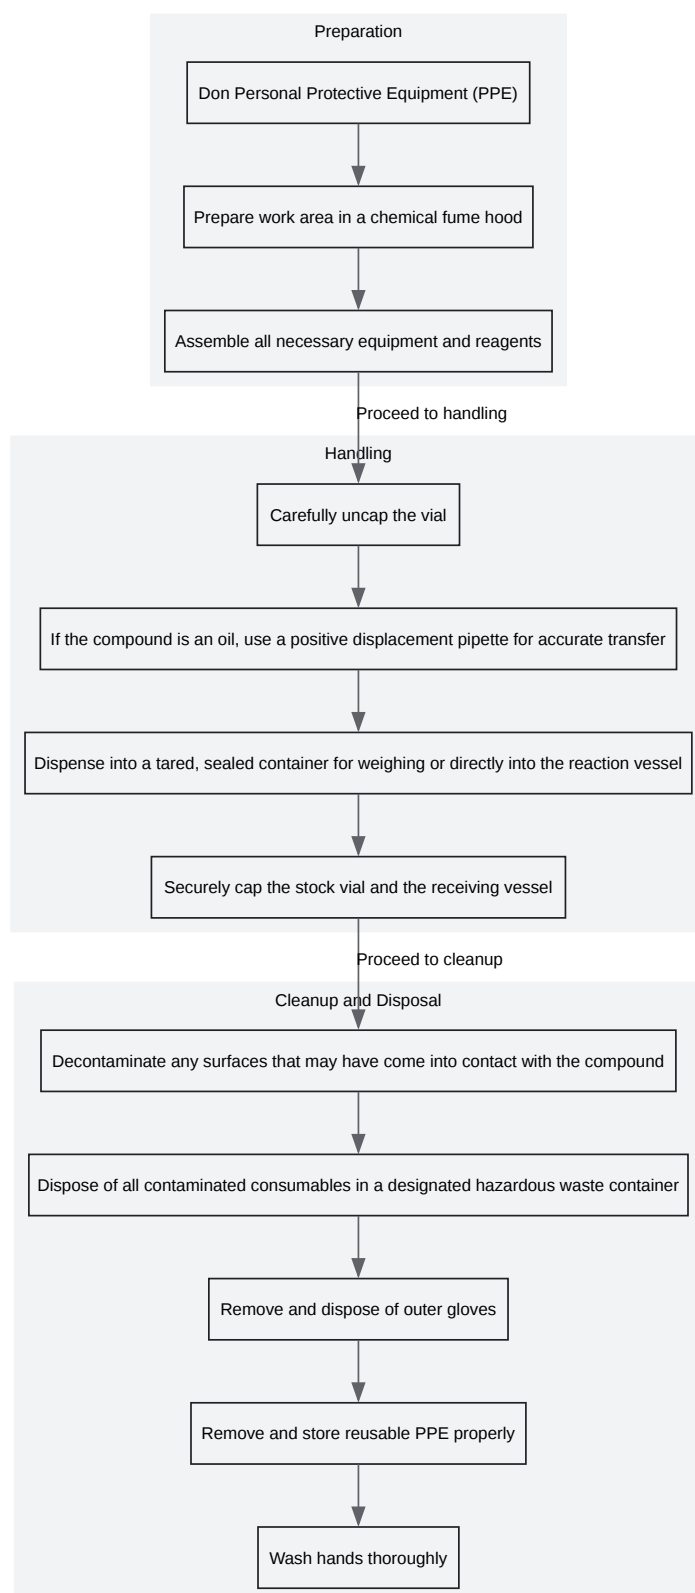 Preparation
Don Personal Protective Equipment (PPE)
Prepare work area in a chemical fume hood
Assemble all necessary equipment and reagents
Proceed to handling
Handling
Carefully uncap the vial
If the compound is an oil, use a positive displacement pipette for accurate transfer
Dispense into a tared, sealed container for weighing or directly into the reaction vessel
Securely cap the stock vial and the receiving vessel
Proceed to cleanup
Cleanup and Disposal
Decontaminate any surfaces that may have come into contact with the compound
Dispose of all contaminated consumables in a designated hazardous waste container
Remove and dispose of outer gloves
Remove and store reusable PPE properly
Wash hands thoroughly